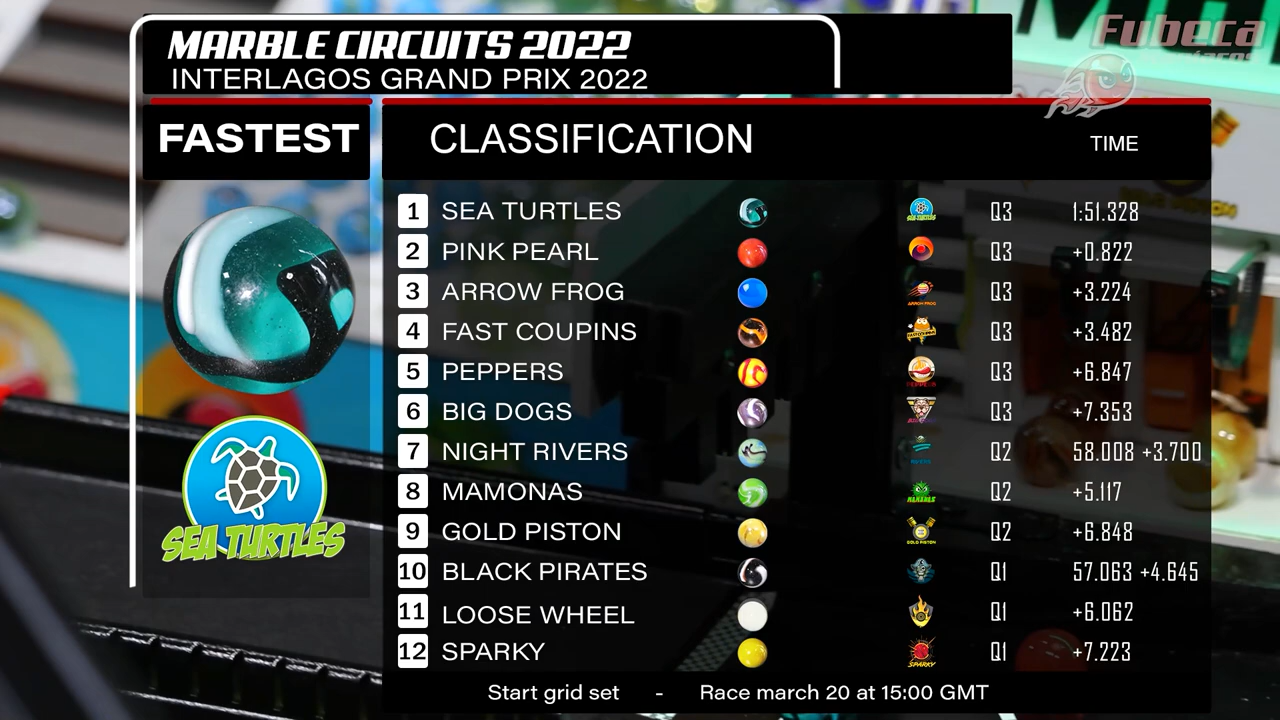 MARBLE CIRCUITS 2022
INTERLAGOS GRAND PRIX 2022
Fubeca
FASTEST
CLASSIFICATION
TIME
1 SEA TURTLES Q3 1:51.328
2 PINK PEARL Q3 +0.822
3 ARROW FROG Q3 +3.224
4 FAST COUPINS Q3 +3.482
5 PEPPERS Q3 +6.847
6 BIG DOGS Q3 +7.353
7 NIGHT RIVERS Q2 58.008 +3.700
8 MAMONAS Q2 +5.117
9 GOLD PISTON Q2 +6.848
10 BLACK PIRATES Q1 57.063 +4.645
11 LOOSE WHEEL Q1 +6.062
12 SPARKY Q1 +7.223
SEA TURTLES
Start grid set - Race march 20 at 15:00 GMT